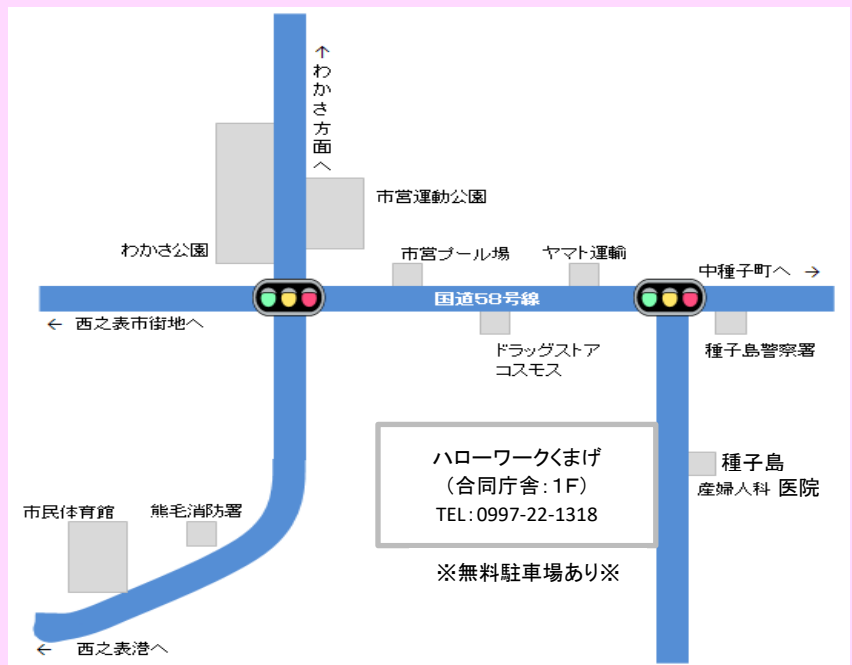 ↑わかさ方面へ
市営運動公園
わかさ公園
市営プール場
ヤマト運輸
中種子町へ →
国道58号線
← 西之表市街地へ
ドラッグストア
コスモス
種子島警察署
ハローワークくまげ
（合同庁舎：1F）
TEL：0997-22-1318
種子島
産婦人科 医院
市民体育館
熊毛消防署
※無料駐車場あり※
← 西之表港へ